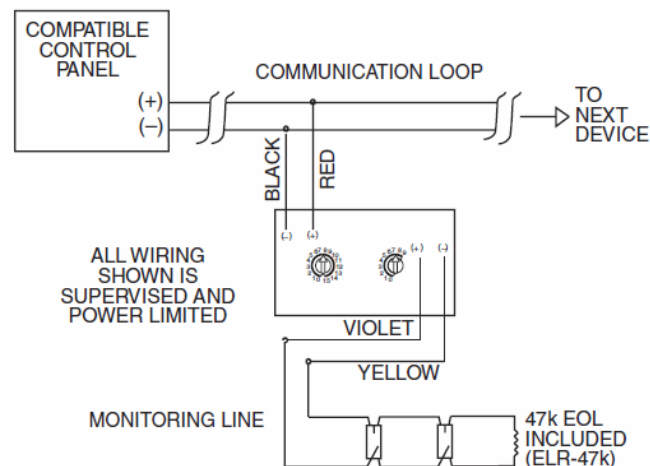 COMPATIBLE
CONTROL
PANEL
(+)
(–)
COMMUNICATION LOOP
TO
NEXT
DEVICE
BLACK
RED
(–)
(+)
(+)
(–)
ALL WIRING
SHOWN IS
SUPERVISED AND
POWER LIMITED
VIOLET
YELLOW
MONITORING LINE
47k EOL
INCLUDED
(ELR-47k)